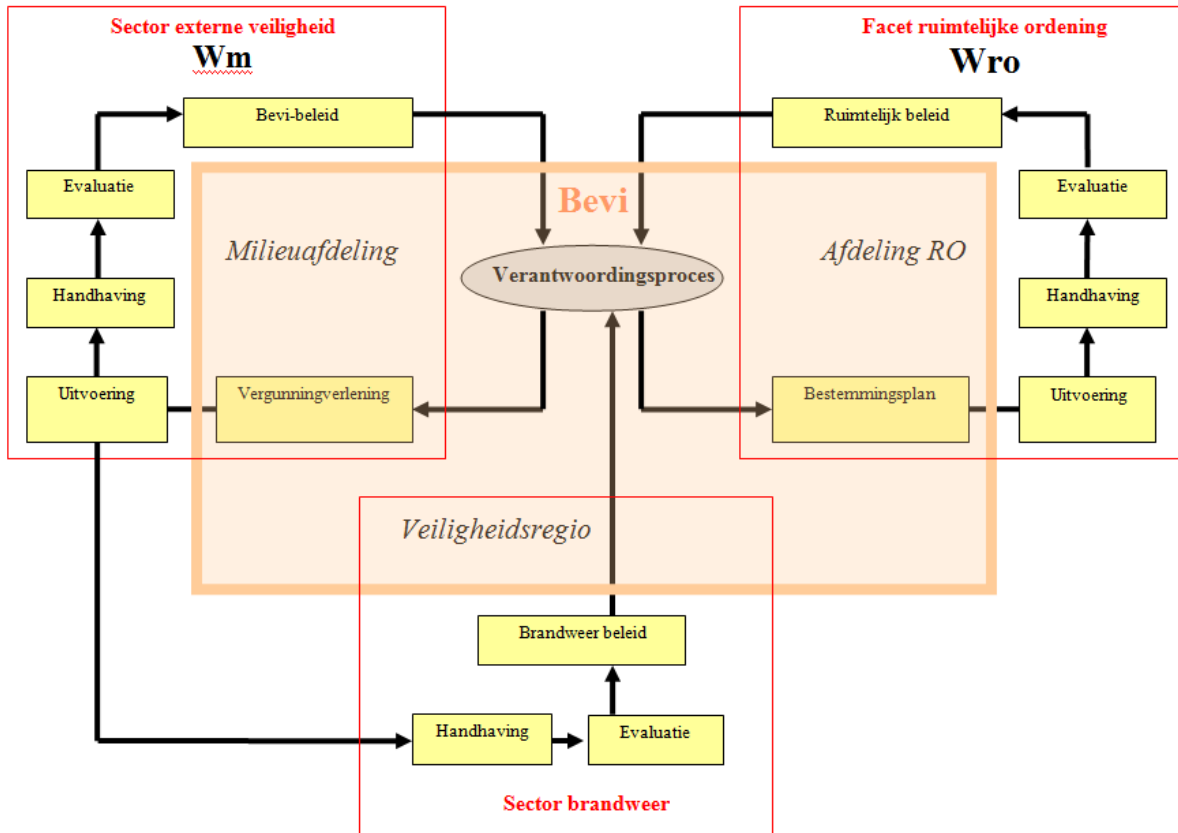 Sector externe veiligheid
Wm
Facet ruimtelijke ordening
Wro
Bevi-beleid
Ruimtelijk beleid
Evaluatie
Evaluatie
Bevi
Milieuafdeling
Afdeling RO
Verantwoordingsproces
Handhaving
Handhaving
Uitvoering
Vergunningverlening
Bestemmingsplan
Uitvoering
Veiligheidsregio
Brandweer beleid
Handhaving
Evaluatie
Sector brandweer